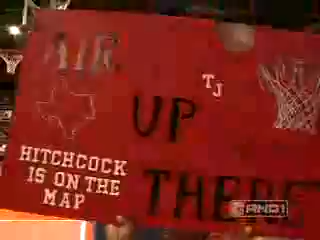 AIR
TJ
UP
HITCHCOCK
IS ON THE
MAP
THERE
AND1